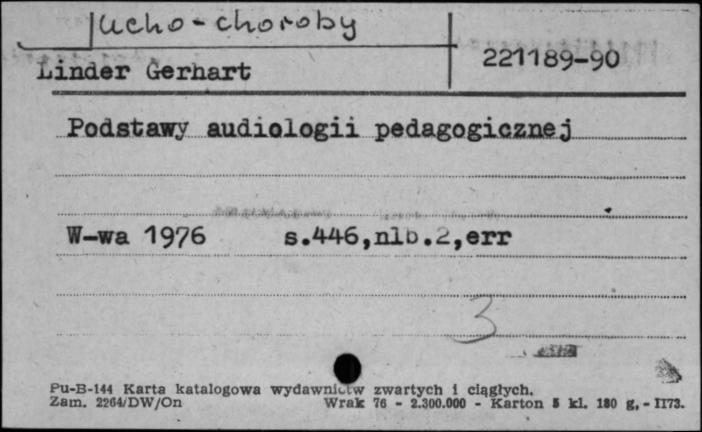 ucho-choroby
Linder Gerhart 221189-90
Podstawy audiologii pedagogicznej
W-wa 1976 s.446,nlb.2,err
3
Pu-B-144 Karta katalogowa wydawnictw zwartych i ciągłych.
Zam. 2264/DW/On Wrak 76 - 2.300.000 - Karton 5 kl. 180 g, - II73.